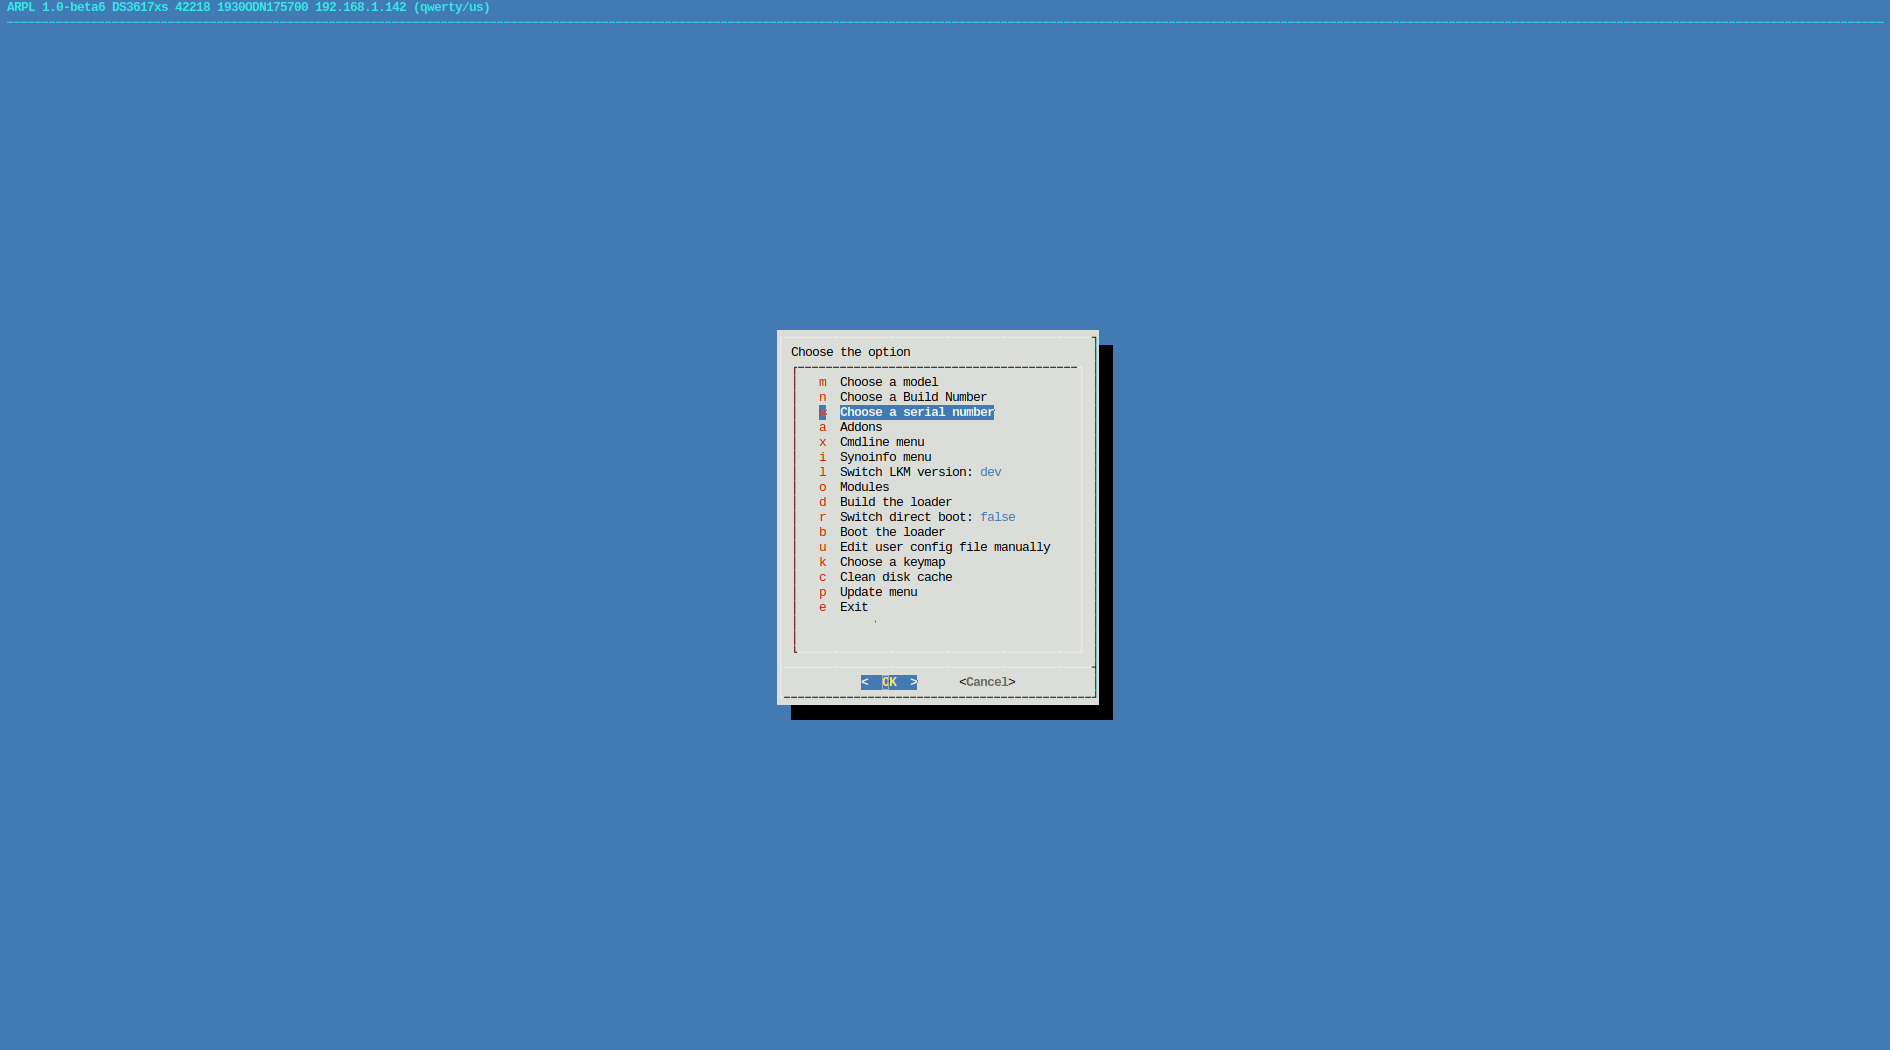 ARPL 1.0-beta6 DS3617xs 42218 1930ODN175700 192.168.1.142 (qwerty/us)
Choose the option
m Choose a model
n Choose a Build Number
s Choose a serial number
a Addons
x Cmdline menu
i Synoinfo menu
l Switch LKM version: dev
o Modules
d Build the loader
r Switch direct boot: false
b Boot the loader
u Edit user config file manually
k Choose a keymap
c Clean disk cache
p Update menu
e Exit
< OK > <Cancel>